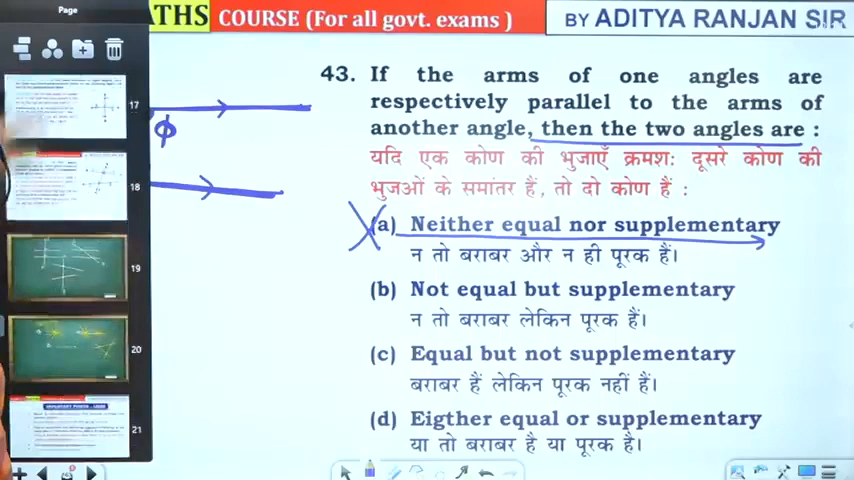 Page
THS COURSE (For all govt. exams )
BY ADITYA RANJAN SIR
17
18
19
20
21
ϕ
43. If the arms of one angles are
respectively parallel to the arms of
another angle, then the two angles are :
यदि एक कोण की भुजाएँ क्रमशः दूसरे कोण की
भुजओं के समांतर हैं, तो दो कोण हैं :
(a) Neither equal nor supplementary
न तो बराबर और न ही पूरक हैं।
(b) Not equal but supplementary
न तो बराबर लेकिन पूरक हैं।
(c) Equal but not supplementary
बराबर हैं लेकिन पूरक नहीं हैं।
(d) Eigther equal or supplementary
या तो बराबर है या पूरक है।